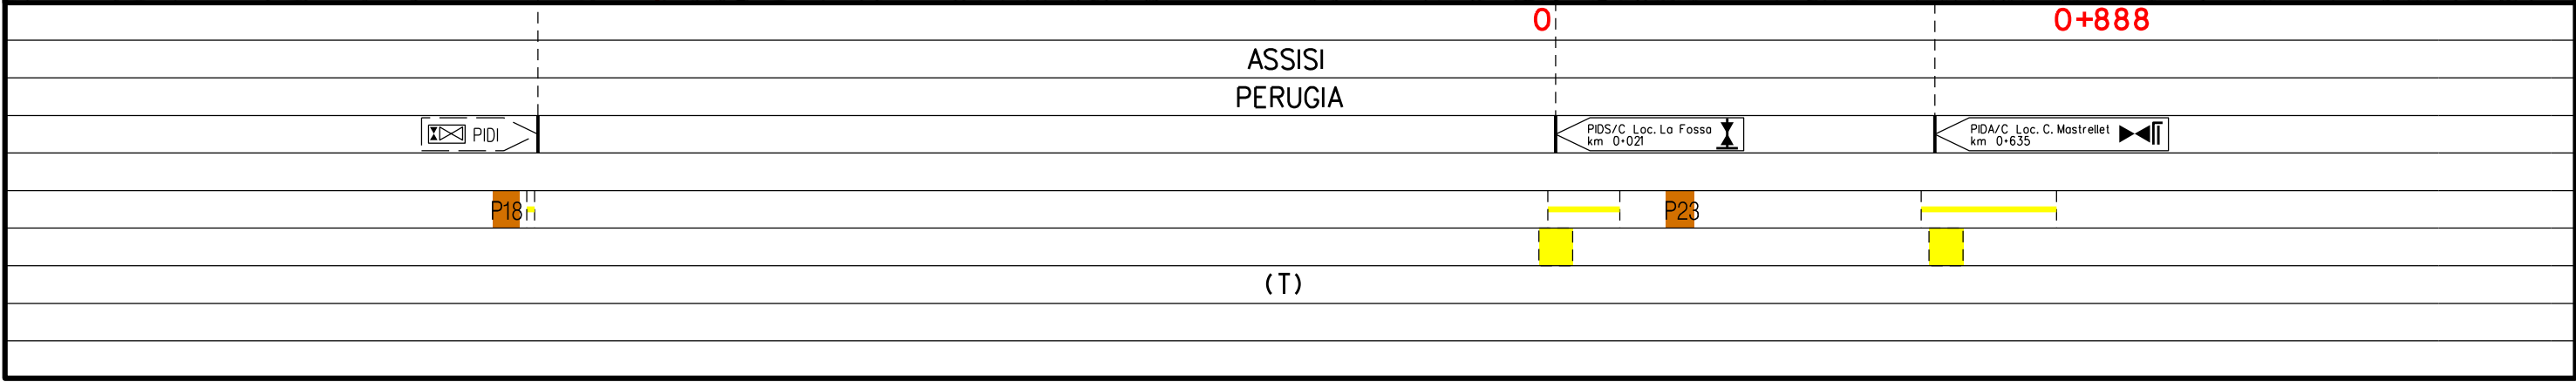 0 0+888
ASSISI
PERUGIA
PIDI
PIDS/C Loc. La Fossa
km 0+021
PIDA/C Loc. C. Mastrellet
km 0+635
P18 P23
(T)